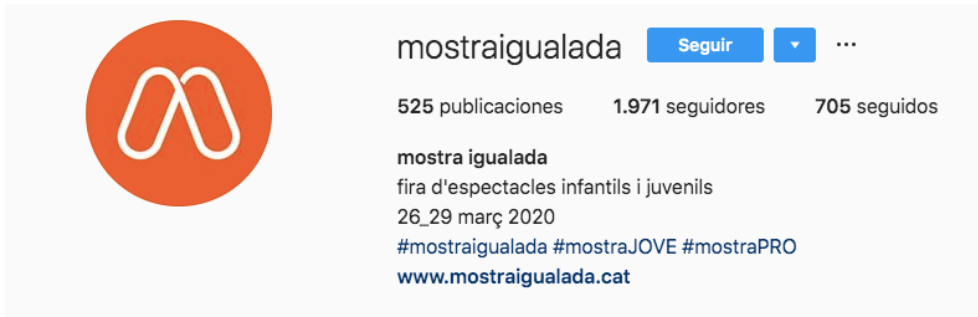 mostraigualada Seguir ...
525 publicaciones 1.971 seguidores 705 seguidos
mostra igualada
fira d'espectacles infantils i juvenils
26_29 març 2020
#mostraigualada #mostraJOVE #mostraPRO
www.mostraigualada.cat